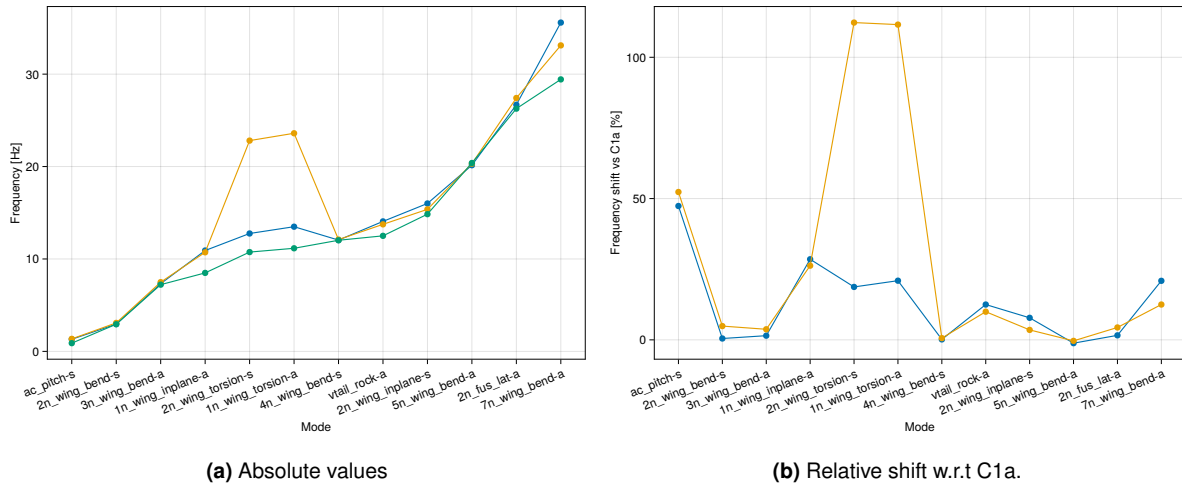 Frequency [Hz]
30
20
10
0
ac_pitch-s
2n_wing_bend-s
3n_wing_bend-a
1n_wing_inplane-a
2n_wing_torsion-s
1n_wing_torsion-a
4n_wing_bend-s
vtail_rock-a
2n_wing_inplane-s
5n_wing_bend-a
2n_fus_lat-a
7n_wing_bend-a
Mode
(a) Absolute values
Frequency shift vs C1a [%]
100
50
0
ac_pitch-s
2n_wing_bend-s
3n_wing_bend-a
1n_wing_inplane-a
2n_wing_torsion-s
1n_wing_torsion-a
4n_wing_bend-s
vtail_rock-a
2n_wing_inplane-s
5n_wing_bend-a
2n_fus_lat-a
7n_wing_bend-a
Mode
(b) Relative shift w.r.t C1a.